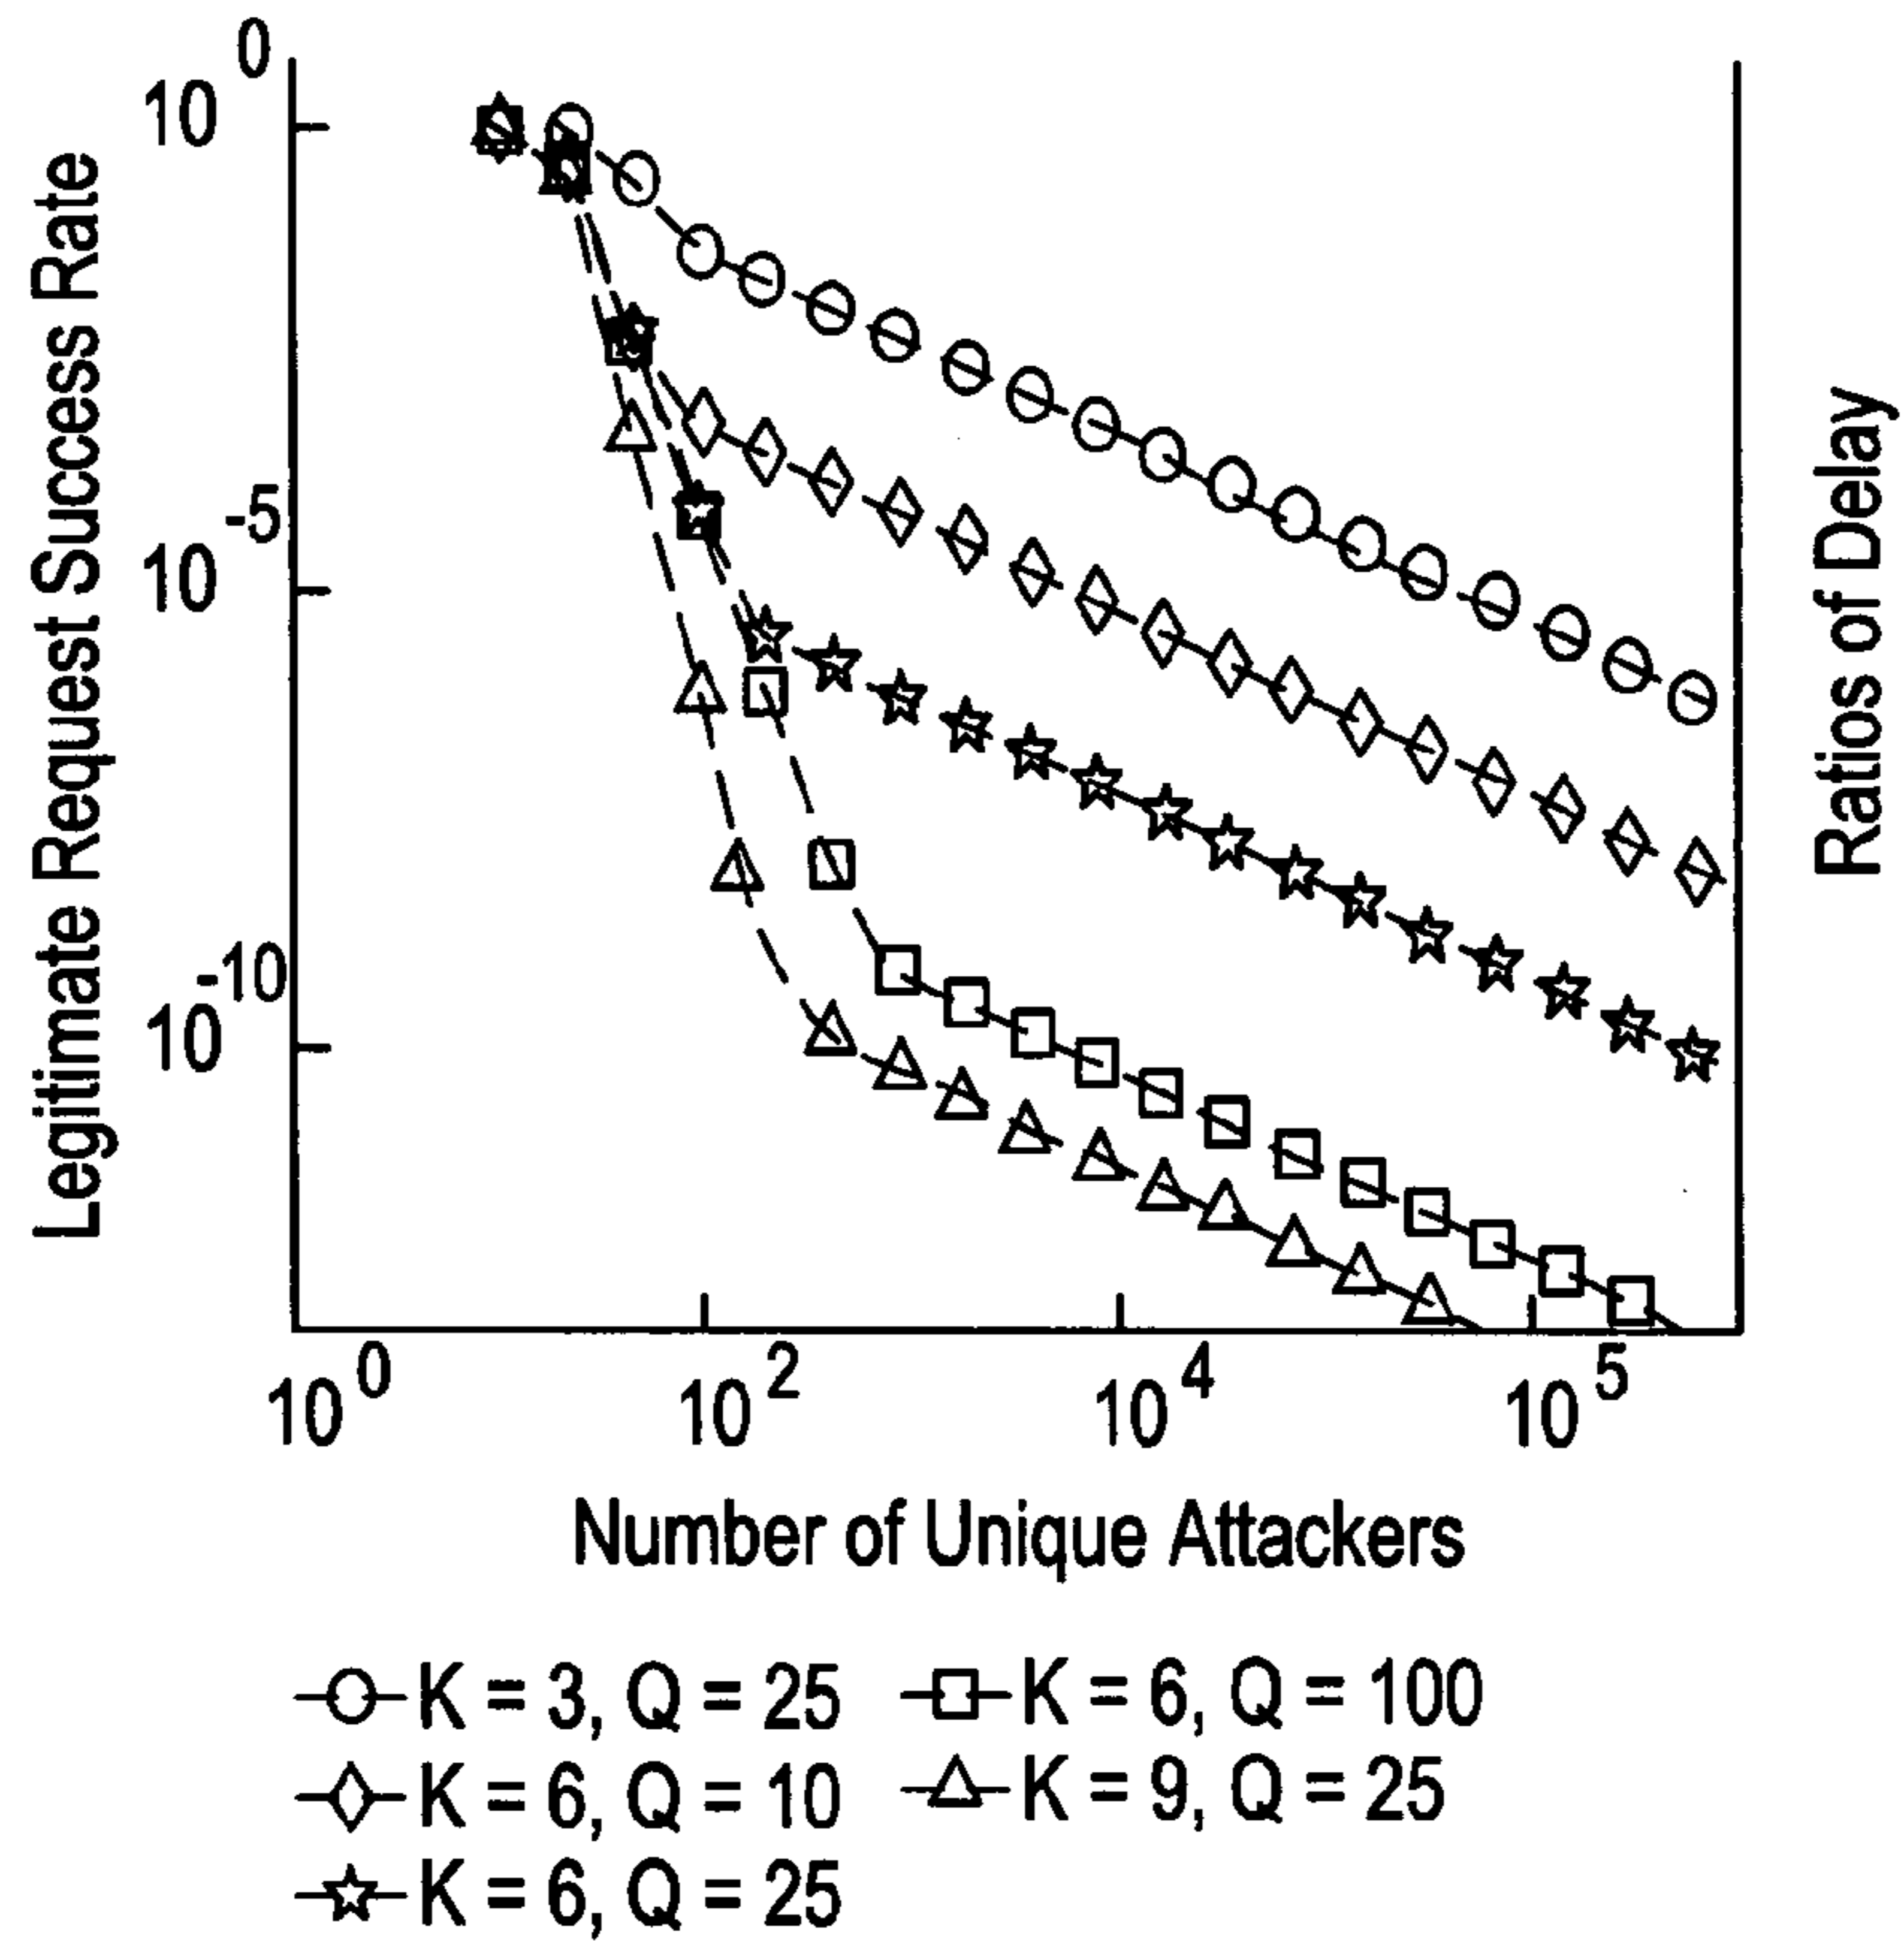 10 0
10 -5
10 -10
Legitimate Request Success Rate
Ratios of Delay
10 0
10 2
10 4
10 5
Number of Unique Attackers
K = 3, Q = 25
K = 6, Q = 100
K = 6, Q = 10
K = 9, Q = 25
K = 6, Q = 25